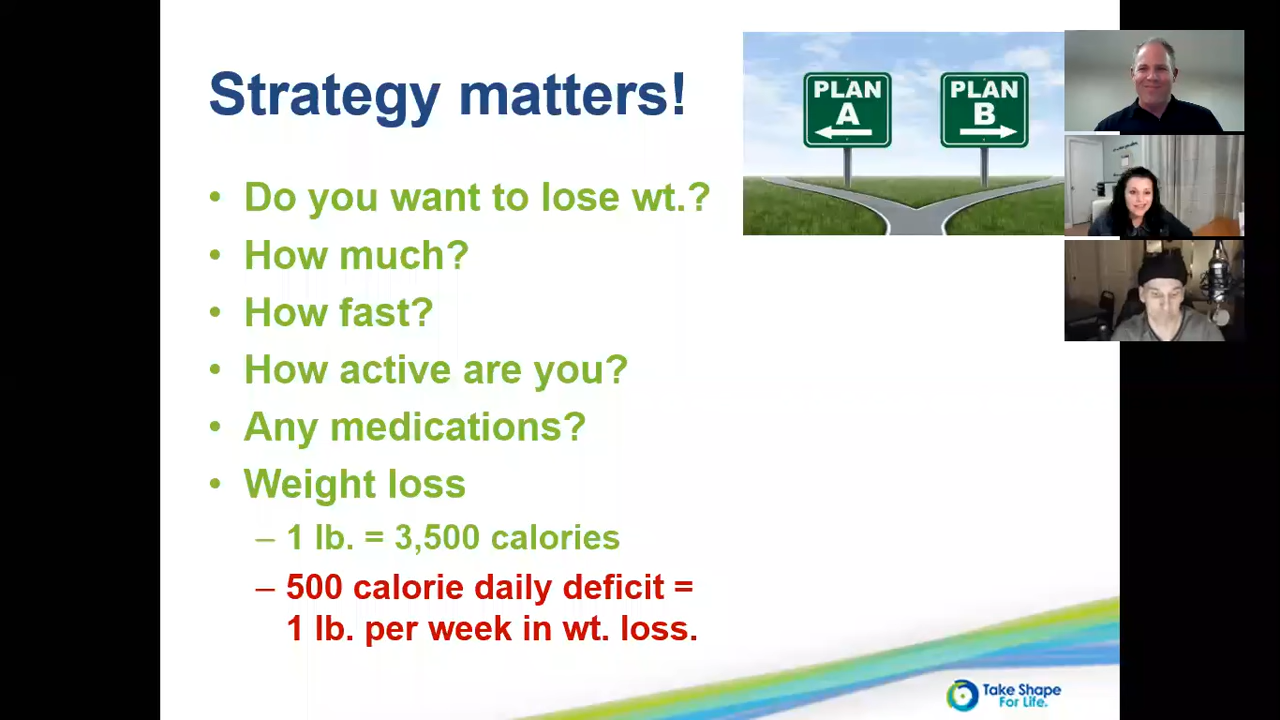 Strategy matters!
PLAN
A
PLAN
B
• Do you want to lose wt.?
• How much?
• How fast?
• How active are you?
• Any medications?
• Weight loss
– 1 lb. = 3,500 calories
– 500 calorie daily deficit =
1 lb. per week in wt. loss.
Take Shape
For Life.